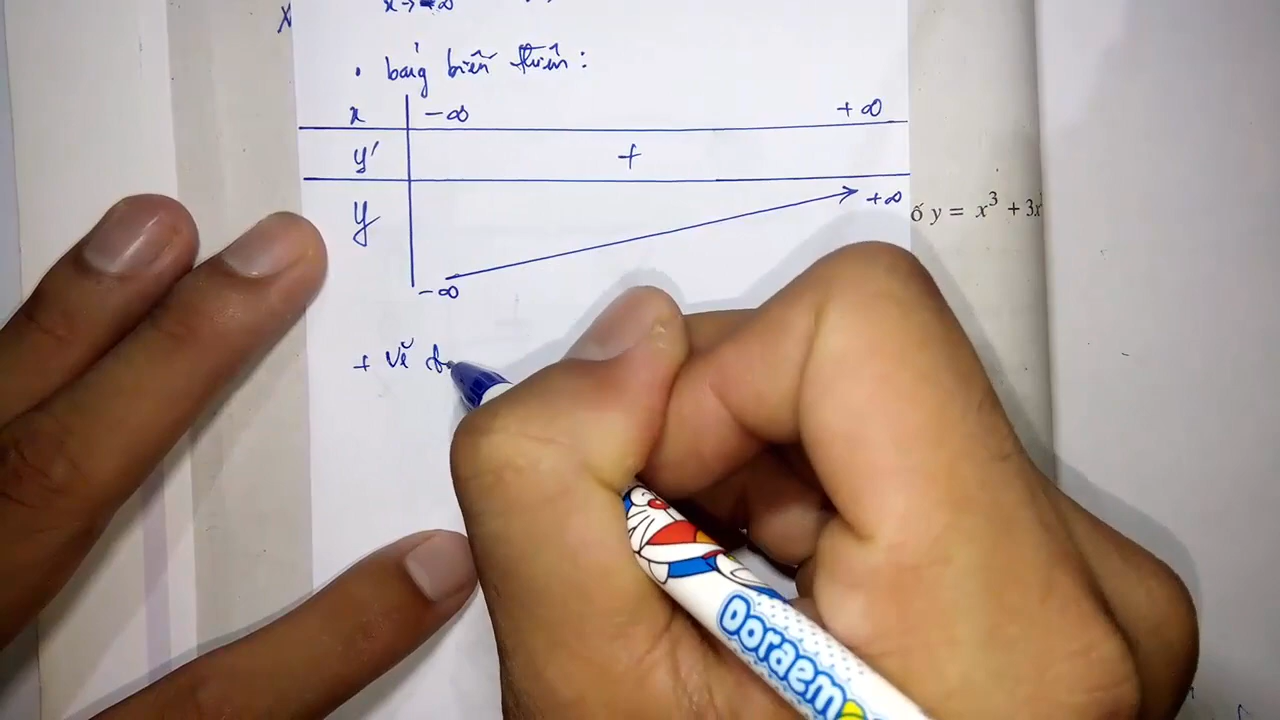 x → -∞
• bảng biến thiên :
x -∞ +∞
y' +
+∞
y
-∞
+ Vẽ
ố y = x³ + 3x
Doraem